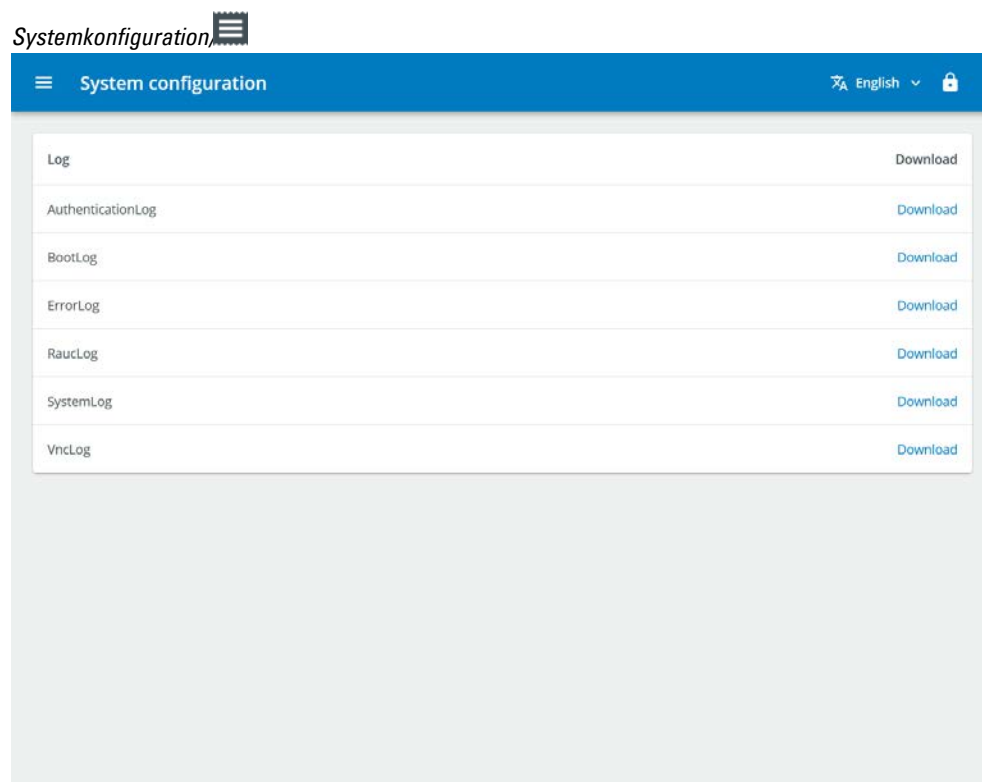 Systemkonfiguration/
System configuration English
Log Download
AuthenticationLog Download
BootLog Download
ErrorLog Download
RaucLog Download
SystemLog Download
VncLog Download